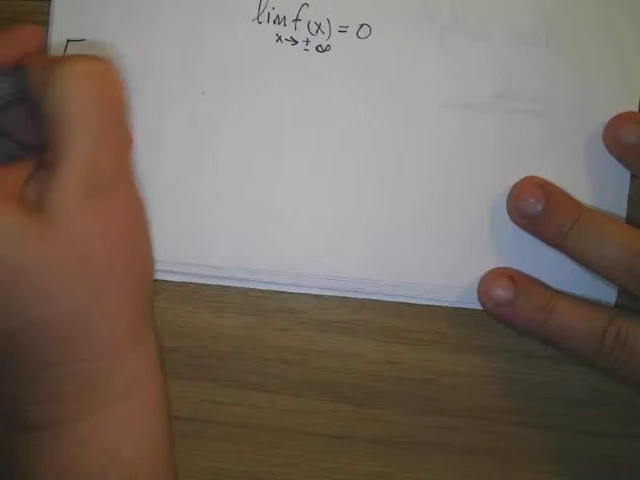 lim f(x) = 0
x→±∞